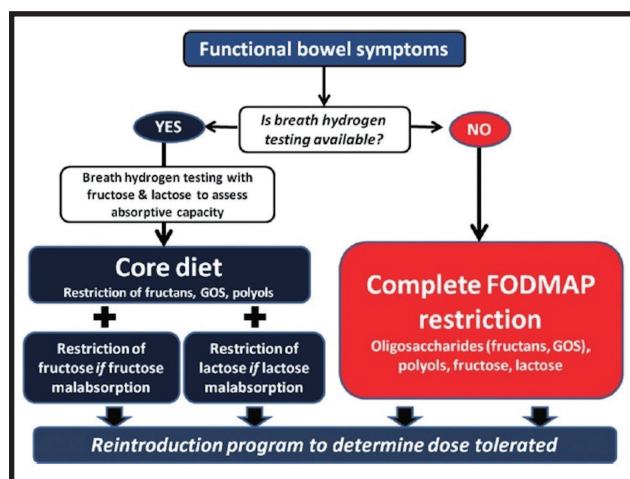 Functional bowel symptoms
Is breath hydrogen
testing available?
YES
NO
Breath hydrogen testing with
fructose & lactose to assess
absorptive capacity
Core diet
Restriction of fructans, GOS, polyols
+
+
Restriction of
fructose if fructose
malabsorption
Restriction of
lactose if lactose
malabsorption
Complete FODMAP
restriction
Oligosaccharides (fructans, GOS),
polyols, fructose, lactose
Reintroduction program to determine dose tolerated